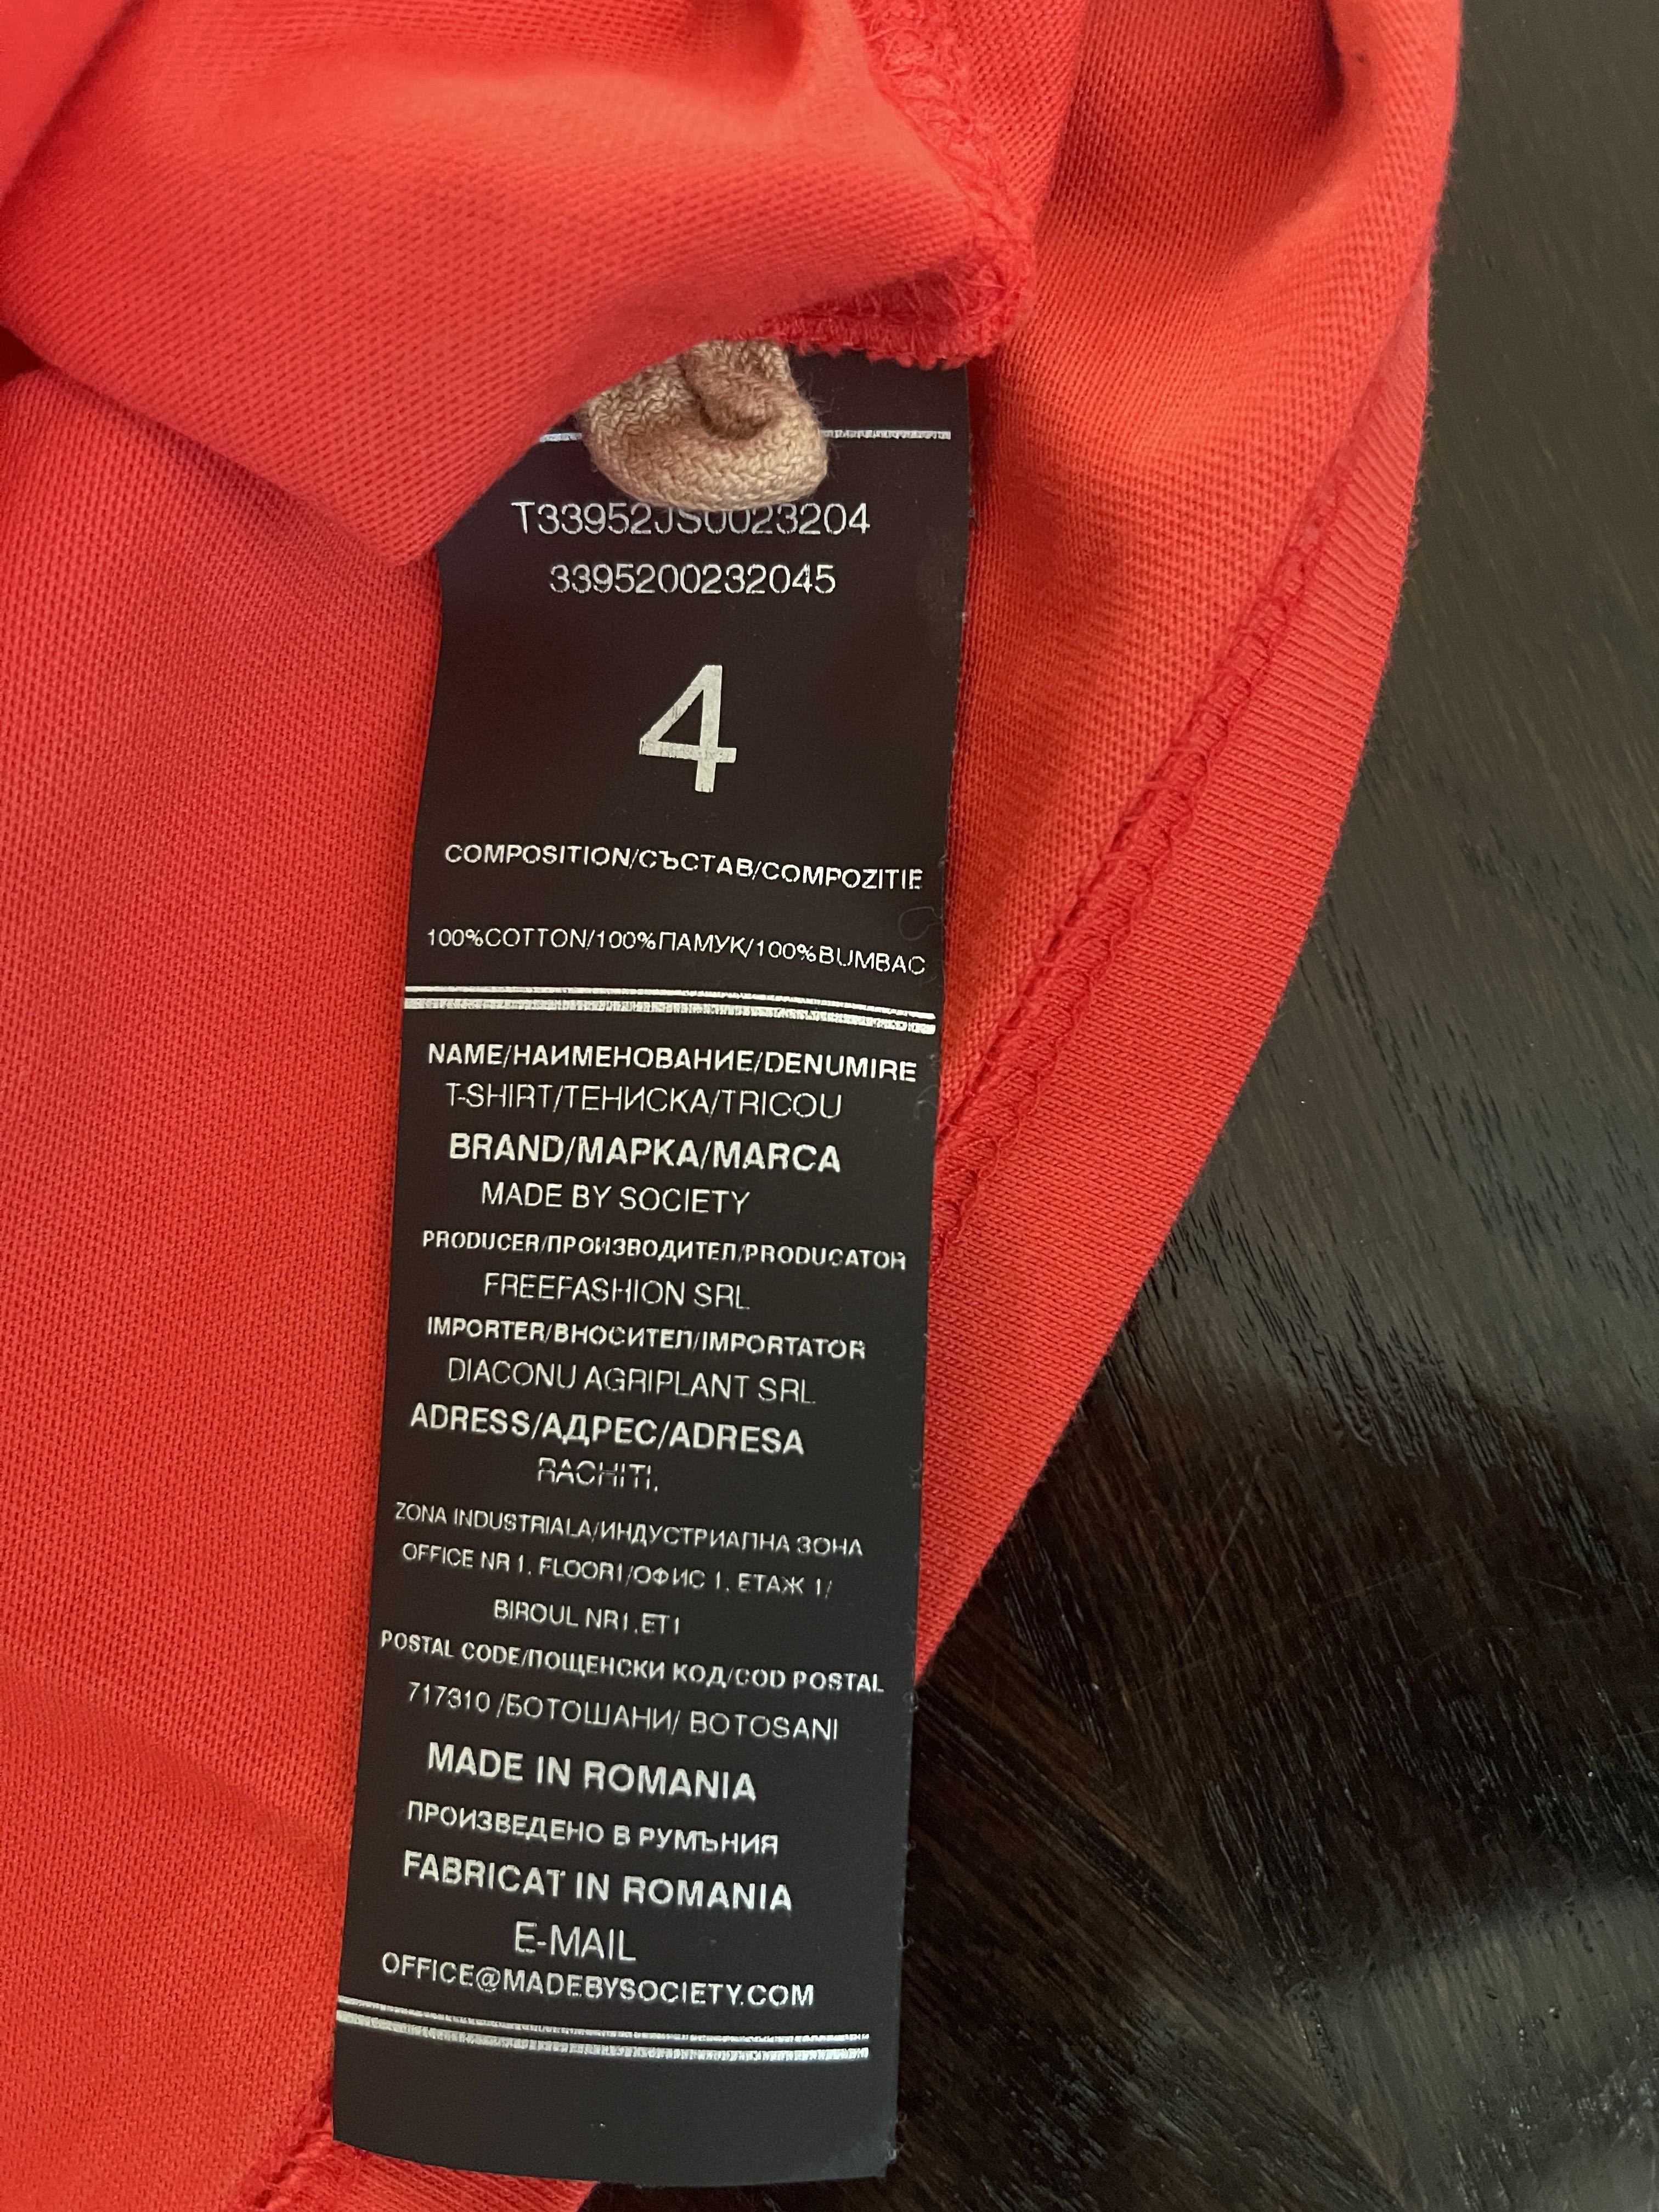 T33952JS0023204
3395200232045
4
COMPOSITION/СЪСТАВ/COMPOZITIE
100%COTTON/100%ПАМУК/100%BUMBAC
NAME/НАИМЕНОВАНИЕ/DENUMIRE
T-SHIRT/ТЕНИСКА/TRICOU
BRAND/МАРКА/MARCA
MADE BY SOCIETY
PRODUCER/ПРОИЗВОДИТЕЛ/PRODUCATOR
FREEFASHION SRL
IMPORTER/ВНОСИТЕЛ/IMPORTATOR
DIACONU AGRIPLANT SRL
ADRESS/АДРЕС/ADRESA
RACHITI,
ZONA INDUSTRIALA/ИНДУСТРИАЛНА ЗОНА
OFFICE NR 1, FLOOR1/ОФИС 1, ЕТАЖ 1/
BIROUL NR1,ET1
POSTAL CODE/ПОЩЕНСКИ КОД/COD POSTAL
717310 /БОТОШАНИ/ BOTOSANI
MADE IN ROMANIA
ПРОИЗВЕДЕНО В РУМЪНИЯ
FABRICAT IN ROMANIA
E-MAIL
OFFICE@MADEBYSOCIETY.COM